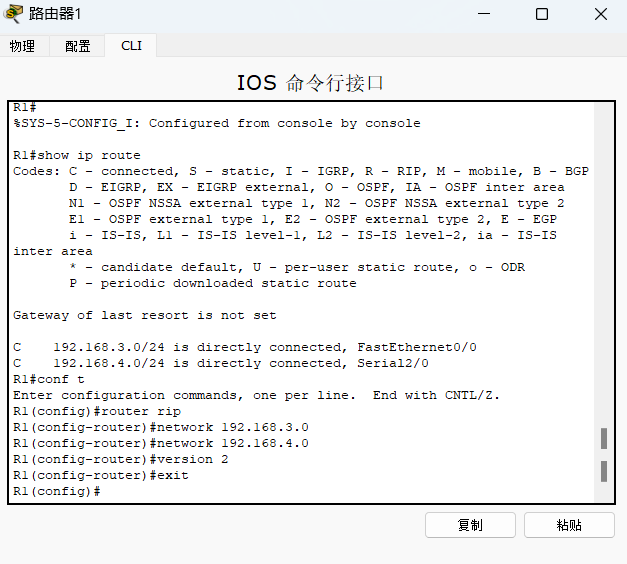 路由器1
物理 配置 CLI
IOS 命令行接口
R1#
%SYS-5-CONFIG_I: Configured from console by console
R1#show ip route
Codes: C - connected, S - static, I - IGRP, R - RIP, M - mobile, B - BGP
D - EIGRP, EX - EIGRP external, O - OSPF, IA - OSPF inter area
N1 - OSPF NSSA external type 1, N2 - OSPF NSSA external type 2
E1 - OSPF external type 1, E2 - OSPF external type 2, E - EGP
i - IS-IS, L1 - IS-IS level-1, L2 - IS-IS level-2, ia - IS-IS
inter area
* - candidate default, U - per-user static route, o - ODR
P - periodic downloaded static route
Gateway of last resort is not set
C    192.168.3.0/24 is directly connected, FastEthernet0/0
C    192.168.4.0/24 is directly connected, Serial2/0
R1#conf t
Enter configuration commands, one per line.  End with CNTL/Z.
R1(config)#router rip
R1(config-router)#network 192.168.3.0
R1(config-router)#network 192.168.4.0
R1(config-router)#version 2
R1(config-router)#exit
R1(config)#
复制 粘贴